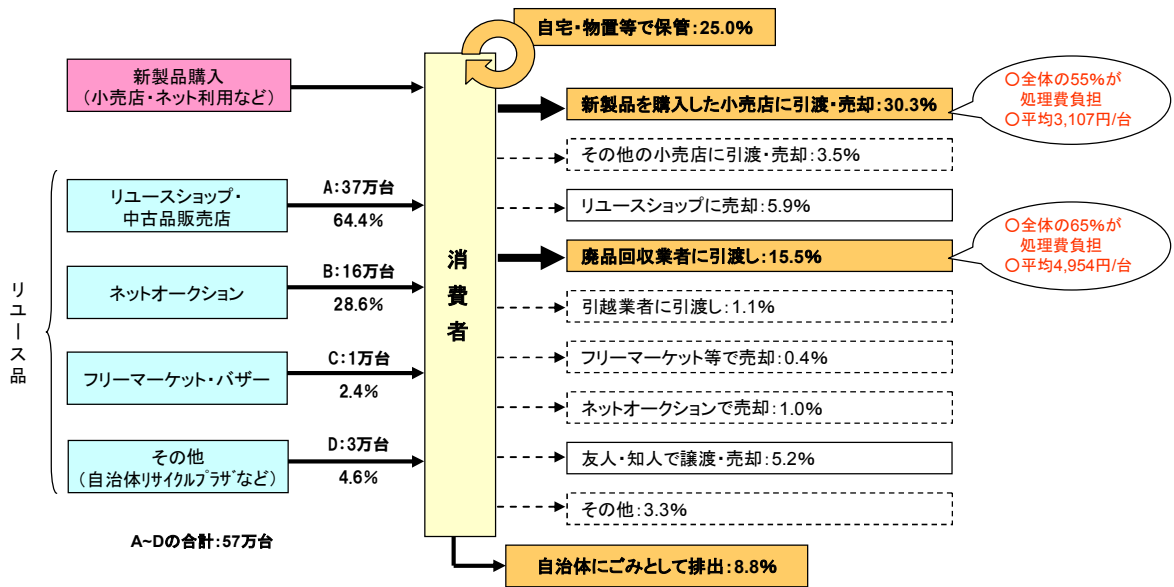 自宅・物置等で保管:25.0%
新製品購入
(小売店・ネット利用など)
新製品を購入した小売店に引渡・売却:30.3%
○全体の55%が
処理費負担
○平均3,107円/台
その他の小売店に引渡・売却:3.5%
リユース品
リユースショップ・
中古品販売店
A:37万台
64.4%
リユースショップに売却:5.9%
消費者
廃品回収業者に引渡し:15.5%
○全体の65%が
処理費負担
○平均4,954円/台
ネットオークション
B:16万台
28.6%
引越業者に引渡し:1.1%
フリーマーケット・バザー
C:1万台
2.4%
フリーマーケット等で売却:0.4%
ネットオークションで売却:1.0%
その他
(自治体リサイクルプラザなど)
D:3万台
4.6%
友人・知人で譲渡・売却:5.2%
その他:3.3%
A~Dの合計:57万台
自治体にごみとして排出:8.8%